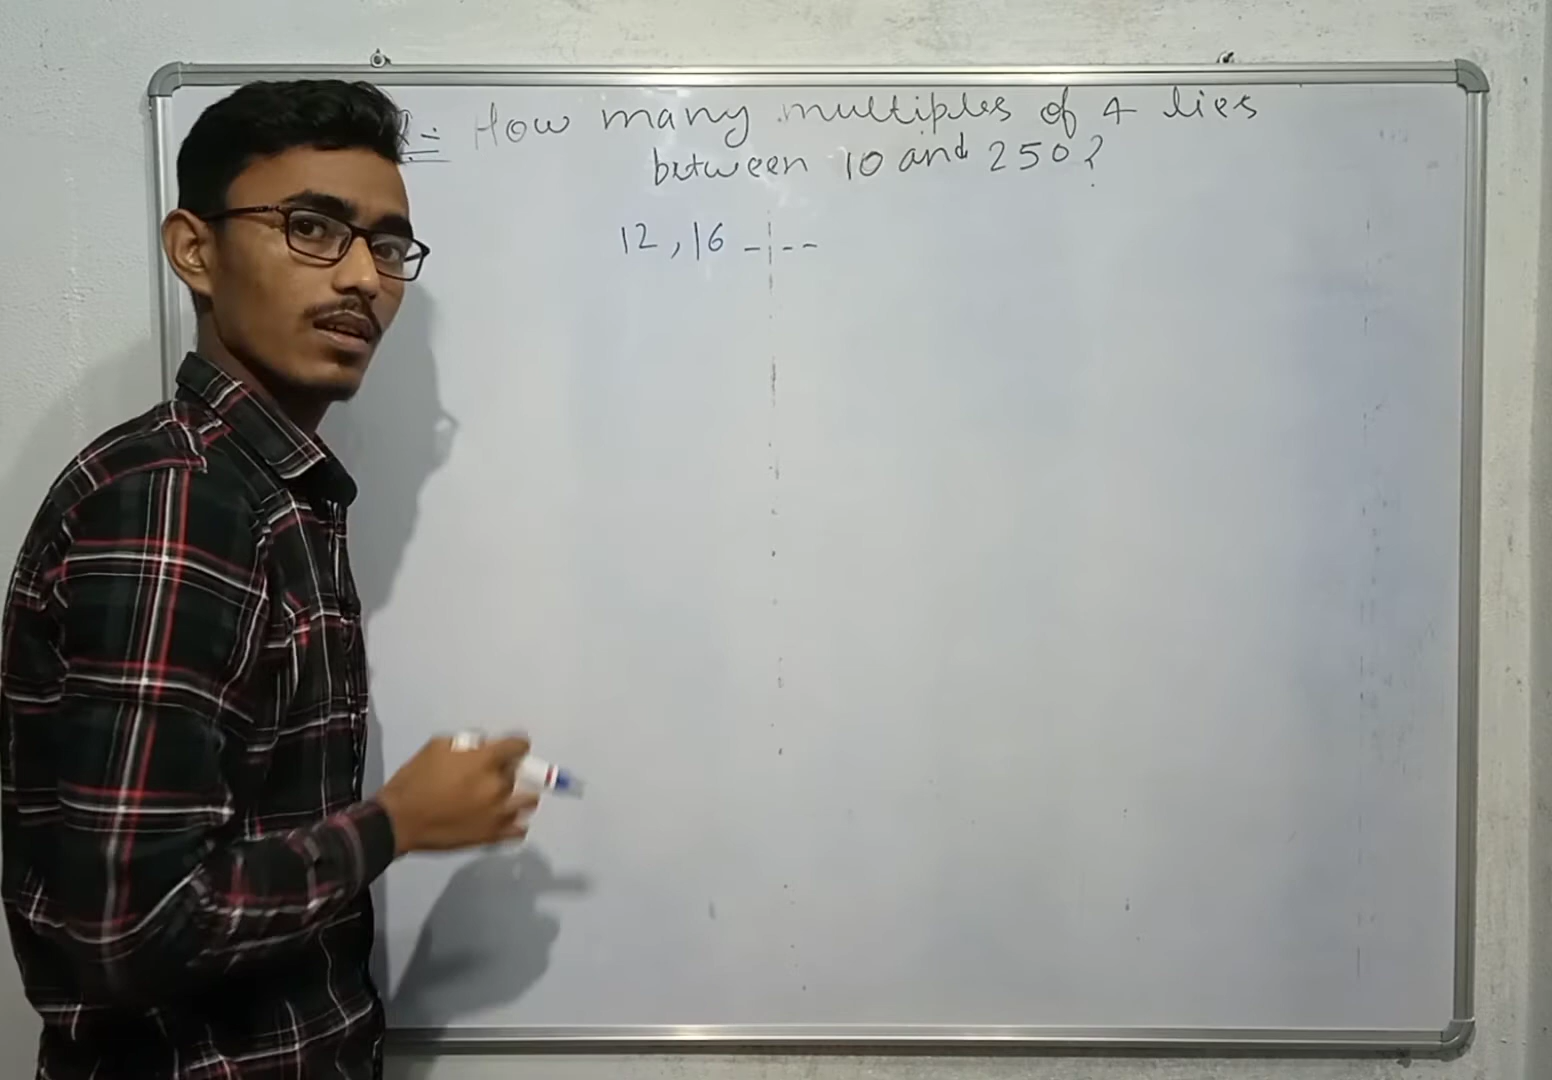 Q:- How many multiples of 4 lies
between 10 and 250?
12, 16 ----